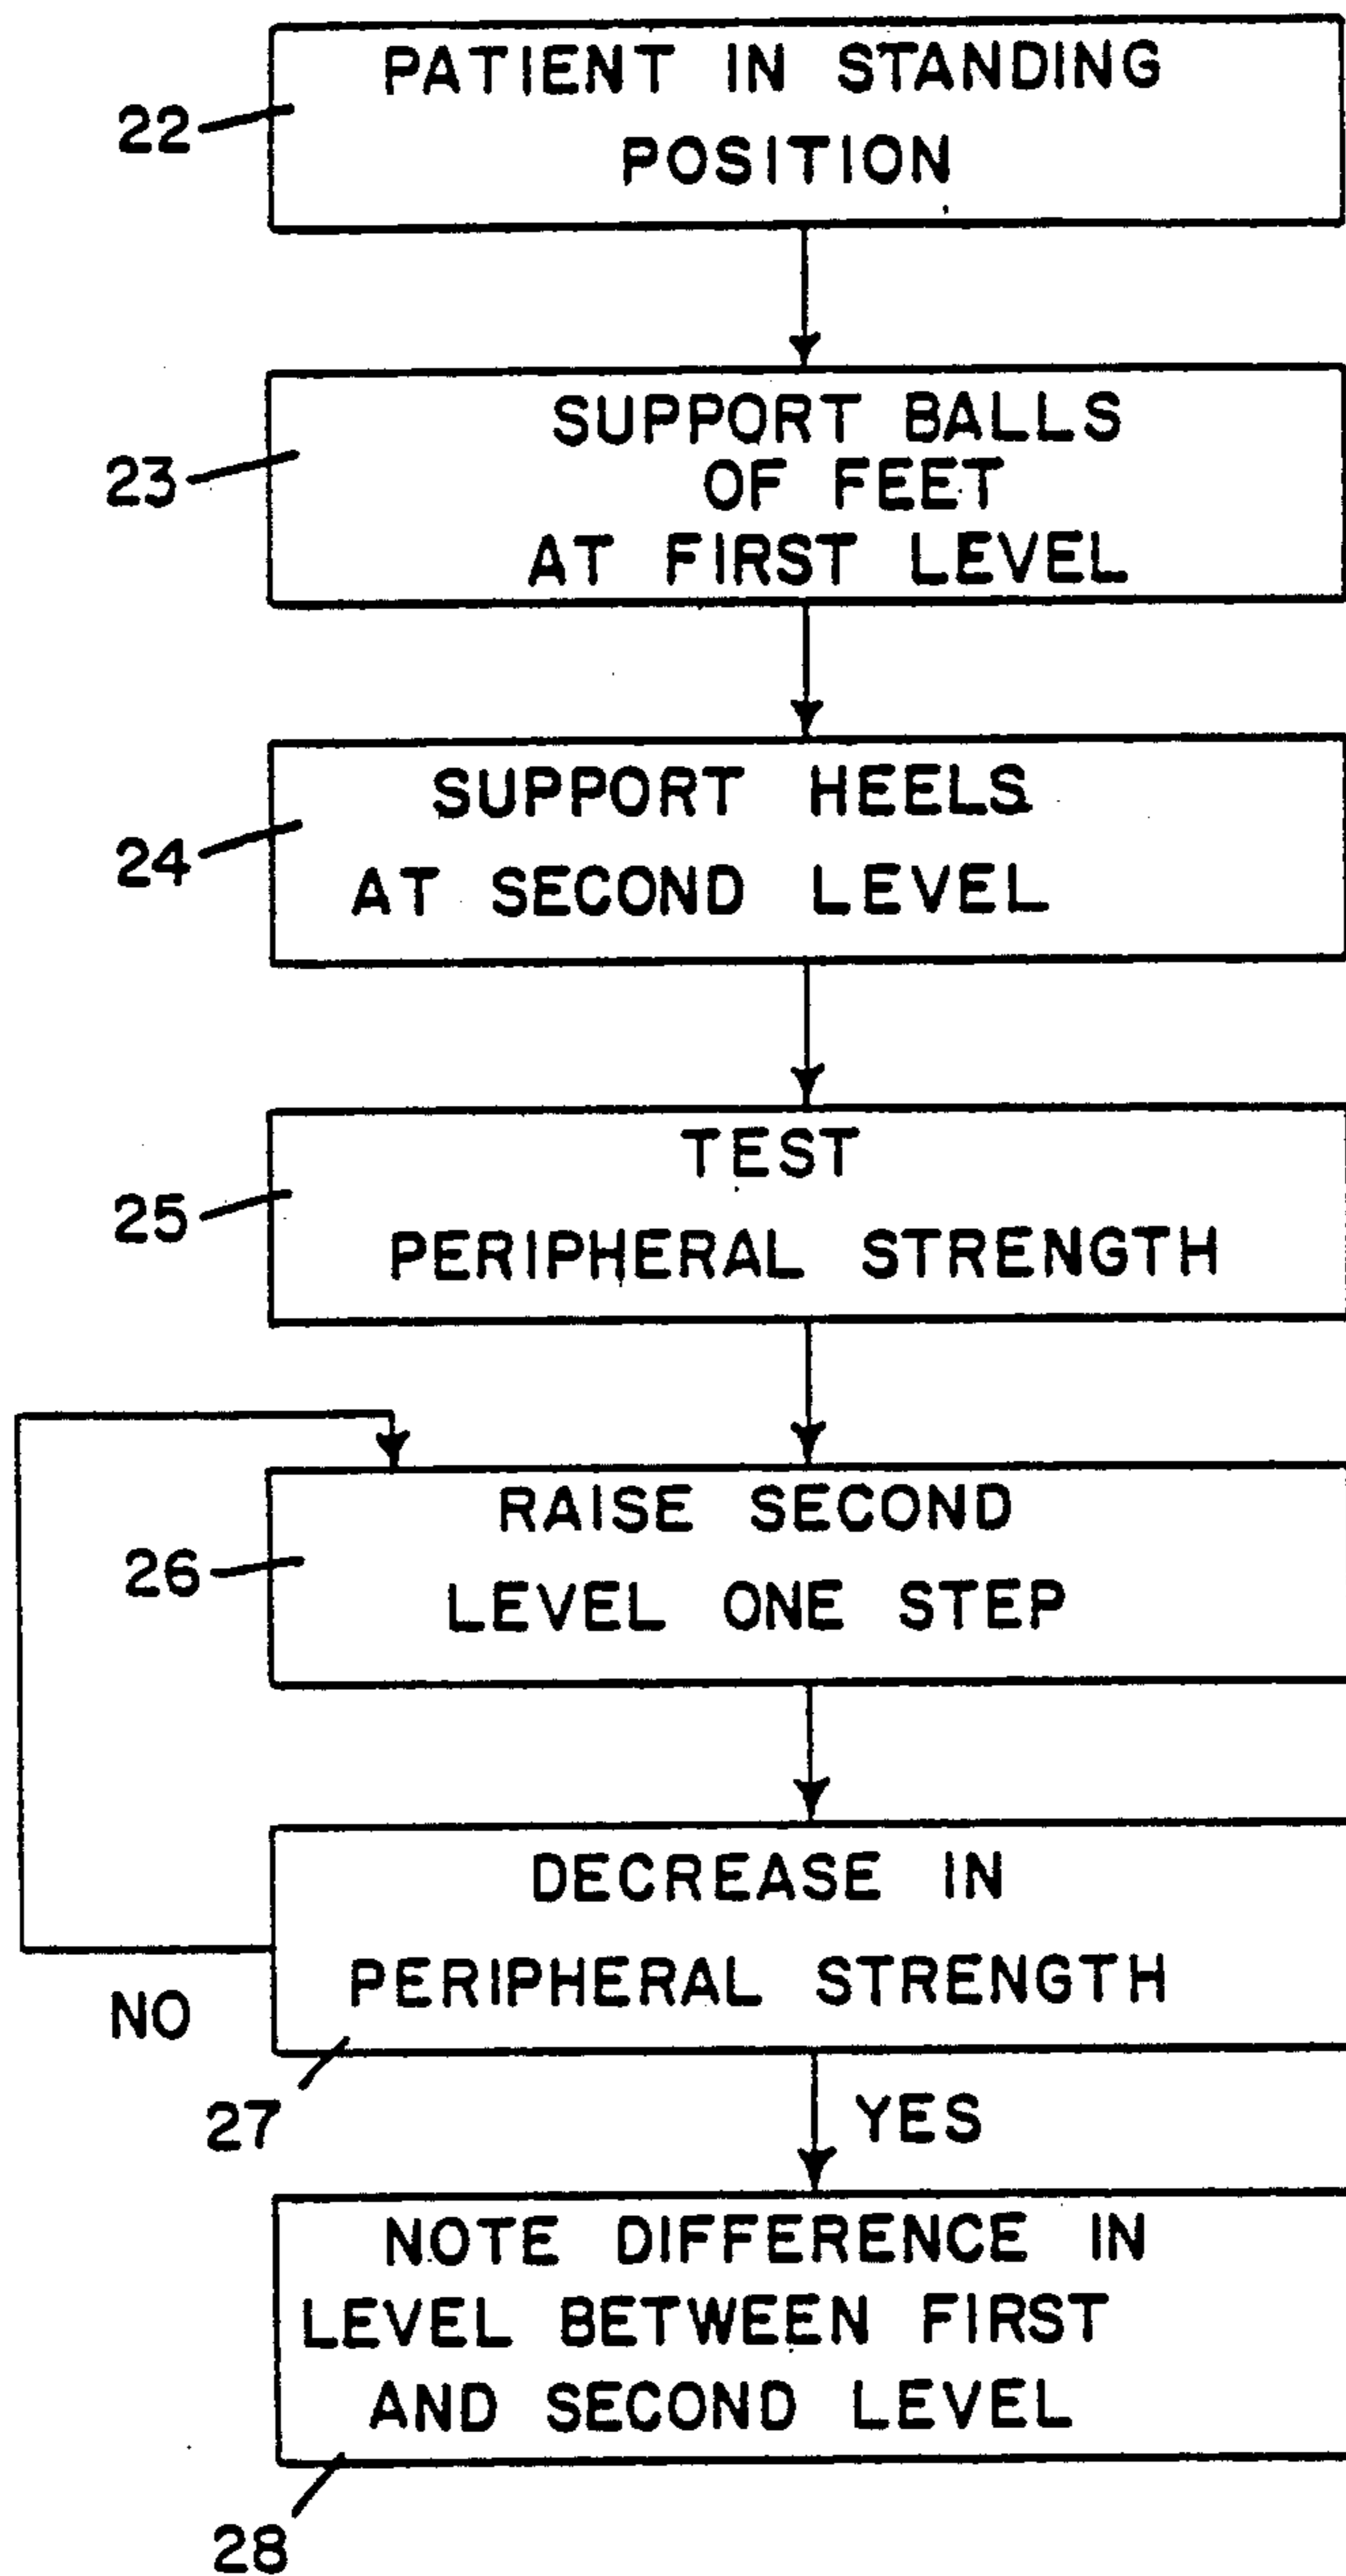 PATIENT IN STANDING
POSITION
22
SUPPORT BALLS
OF FEET
AT FIRST LEVEL
23
SUPPORT HEELS
AT SECOND LEVEL
24
TEST
PERIPHERAL STRENGTH
25
RAISE SECOND
LEVEL ONE STEP
26
DECREASE IN
PERIPHERAL STRENGTH
NO
27
YES
NOTE DIFFERENCE IN
LEVEL BETWEEN FIRST
AND SECOND LEVEL
28